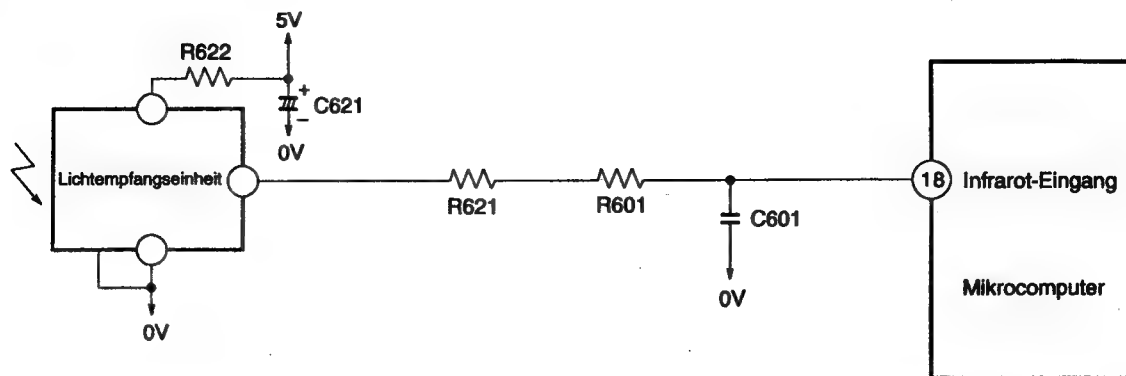 5V
R622
+
C621
−
0V
Lichtempfangseinheit
R621
R601
18
Infrarot-Eingang
C601
0V
Mikrocomputer
0V